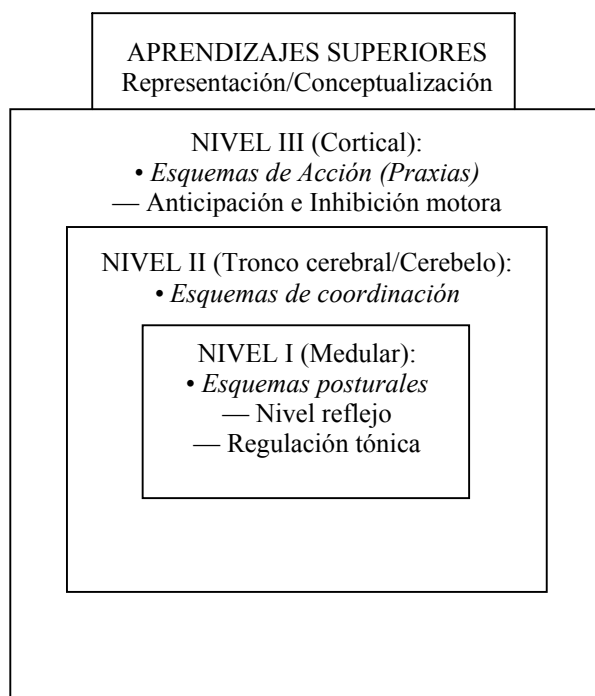 APRENDIZAJES SUPERIORES
Representación/Conceptualización
NIVEL III (Cortical):
• Esquemas de Acción (Praxias)
— Anticipación e Inhibición motora
NIVEL II (Tronco cerebral/Cerebelo):
• Esquemas de coordinación
NIVEL I (Medular):
• Esquemas posturales
— Nivel reflejo
— Regulación tónica